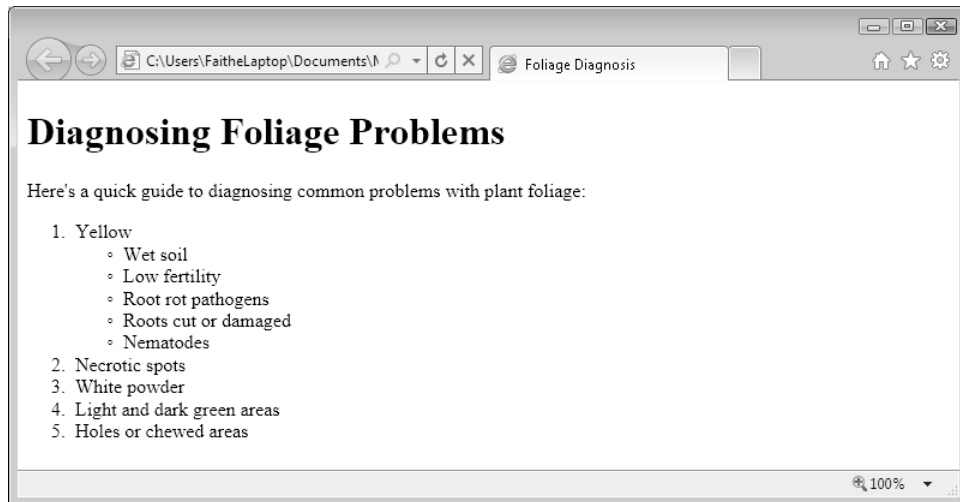 C:\Users\FaitheLaptop\Documents\
Foliage Diagnosis
Diagnosing Foliage Problems
Here's a quick guide to diagnosing common problems with plant foliage:
1. Yellow
◦ Wet soil
◦ Low fertility
◦ Root rot pathogens
◦ Roots cut or damaged
◦ Nematodes
2. Necrotic spots
3. White powder
4. Light and dark green areas
5. Holes or chewed areas
100%